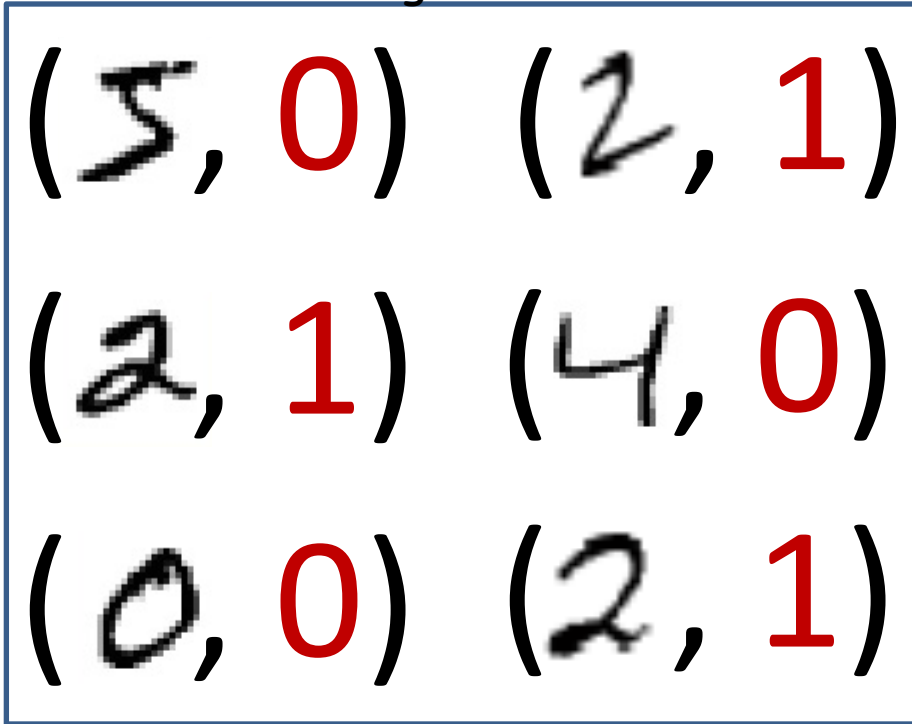 (5, 0) (2, 1)
(2, 1) (4, 0)
(0, 0) (2, 1)